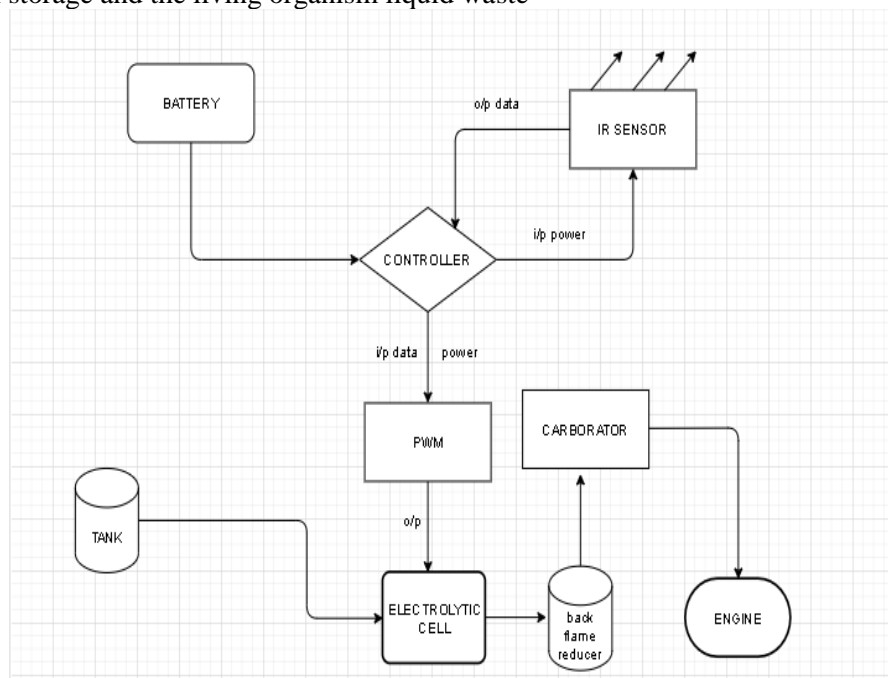 storage and the living organism liquid waste
BATTERY
o/p data
IR SENSOR
i/p power
CONTROLLER
i/p data power
CARBORATOR
PWM
TANK
o/p
ELECTROLYTIC
CELL
back
flame
reducer
ENGINE